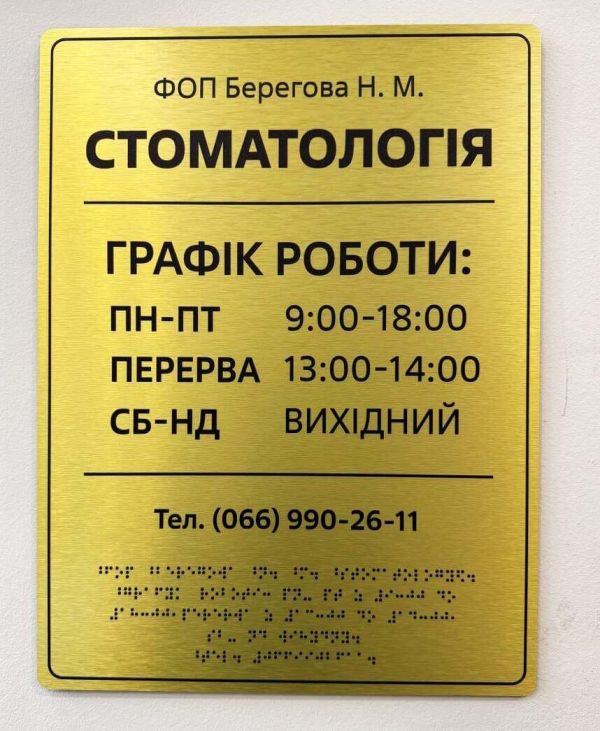 ФОП Берегова Н. М.
СТОМАТОЛОГІЯ
ГРАФІК РОБОТИ:
ПН-ПТ 9:00-18:00
ПЕРЕРВА 13:00-14:00
СБ-НД ВИХІДНИЙ
Тел. (066) 990-26-11